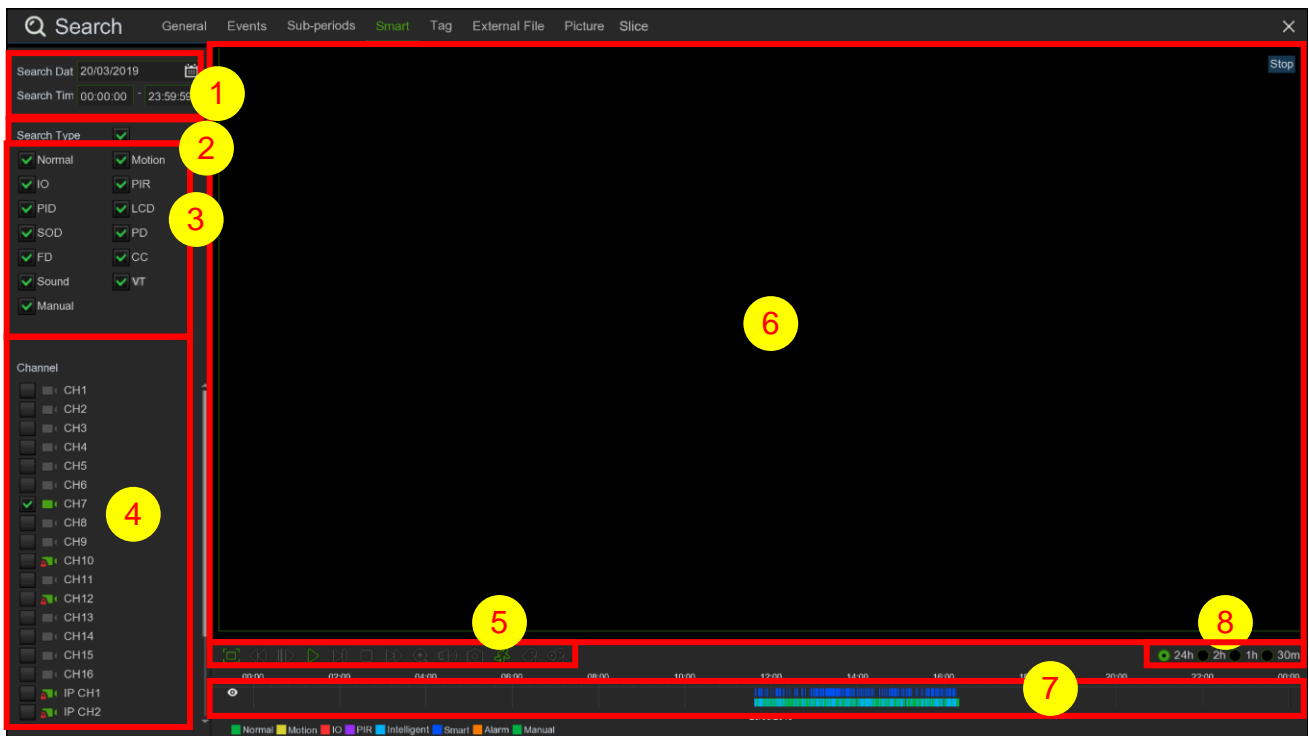 Search General Events Sub-periods Smart Tag External File Picture Slice
Stop
Search Dat 20/03/2019
Search Tim 00:00:00 - 23:59:59
1
Search Type
2
Normal Motion
IO PIR
PID LCD
3
SOD PD
FD CC
Sound VT
Manual
6
Channel
CH1
CH2
CH3
CH4
CH5
CH6
CH7
4
CH8
CH9
CH10
CH11
CH12
CH13
CH14
CH15
CH16
IP CH1
IP CH2
5
8
24h 2h 1h 30m
00:00 02:00 04:00 06:00 08:00 10:00 12:00 14:00 16:00 20:00 22:00 00:00
7
Normal Motion IO PIR Intelligent Smart Alarm Manual